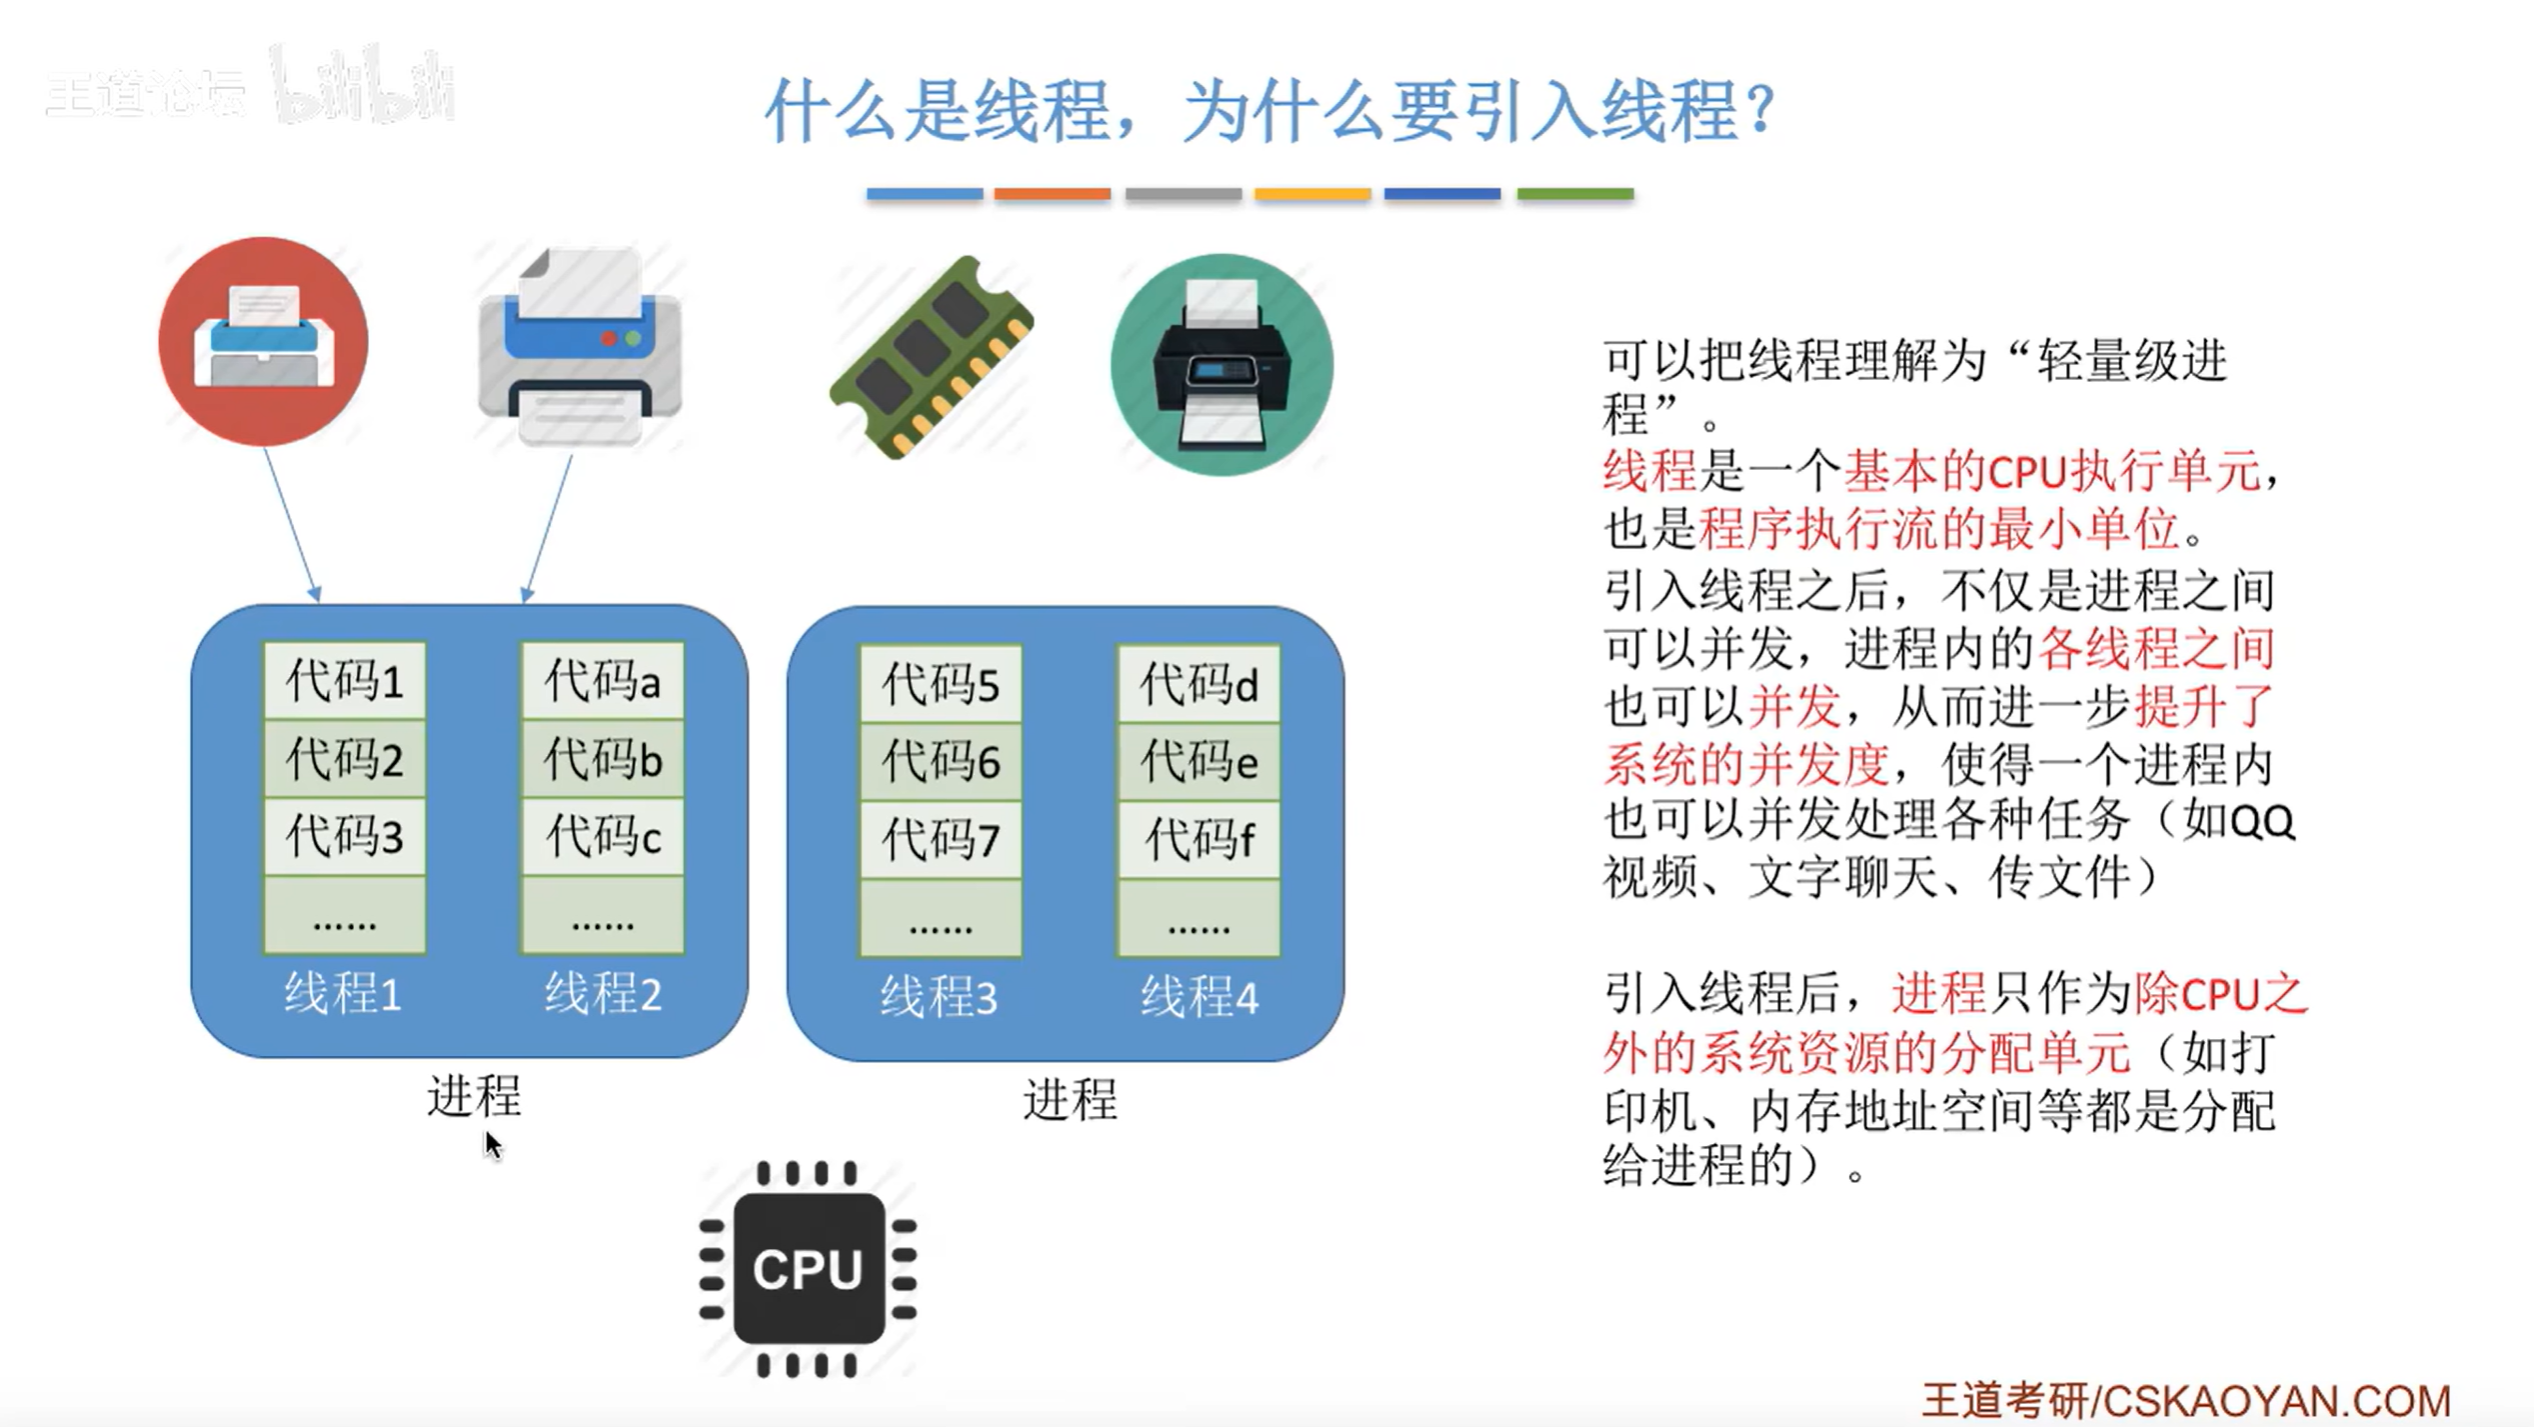 王道论坛 bilibili
什么是线程，为什么要引入线程？
代码1
代码2
代码3
……
线程1
代码a
代码b
代码c
……
线程2
进程
代码5
代码6
代码7
……
线程3
代码d
代码e
代码f
……
线程4
进程
CPU
可以把线程理解为“轻量级进
程”。
线程是一个基本的CPU执行单元，
也是程序执行流的最小单位。
引入线程之后，不仅是进程之间
可以并发，进程内的各线程之间
也可以并发，从而进一步提升了
系统的并发度，使得一个进程内
也可以并发处理各种任务（如QQ
视频、文字聊天、传文件）
引入线程后，进程只作为除CPU之
外的系统资源的分配单元（如打
印机、内存地址空间等都是分配
给进程的）。
王道考研/CSKAOYAN.COM